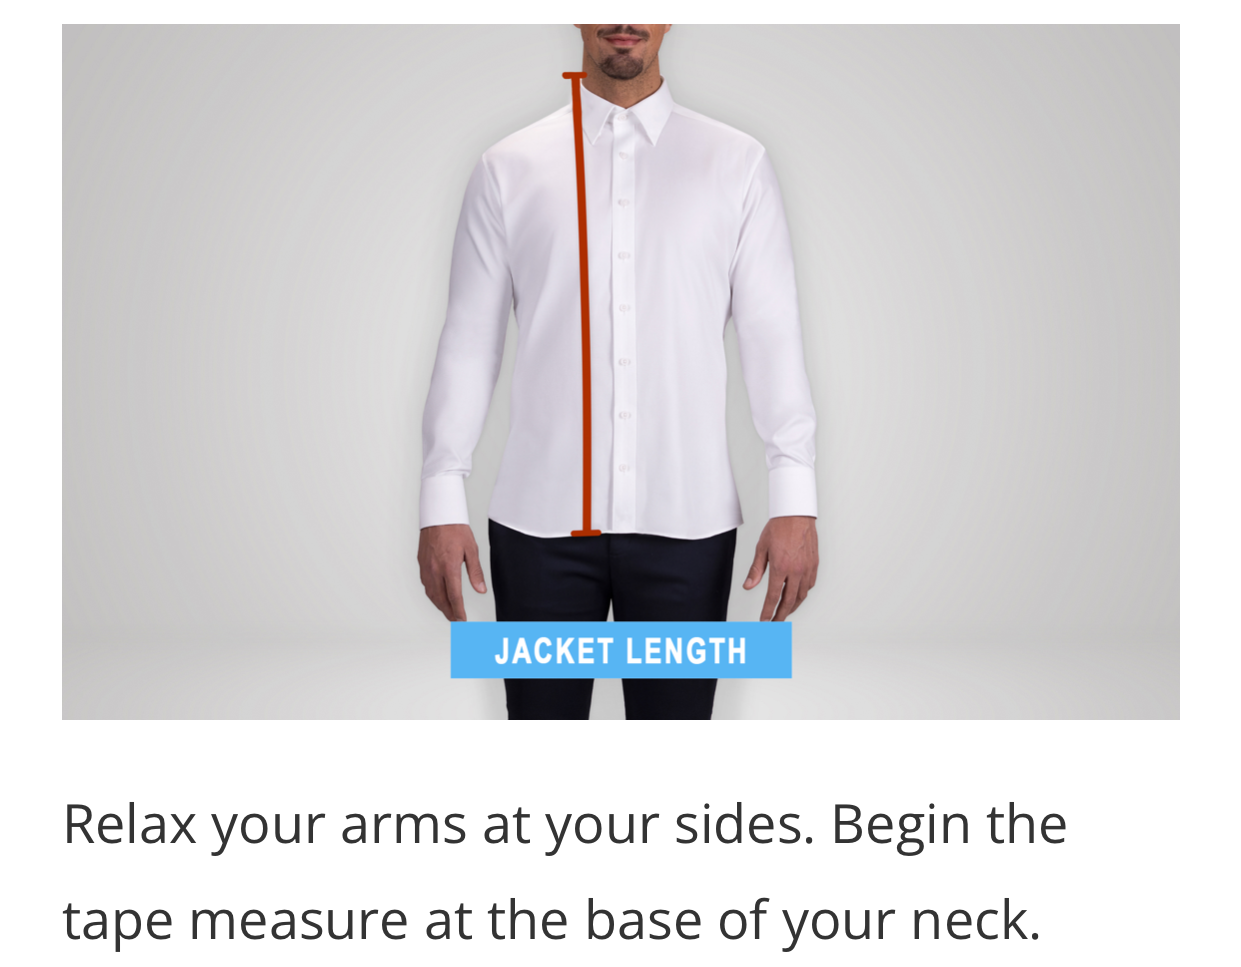 JACKET LENGTH
Relax your arms at your sides. Begin the
tape measure at the base of your neck.